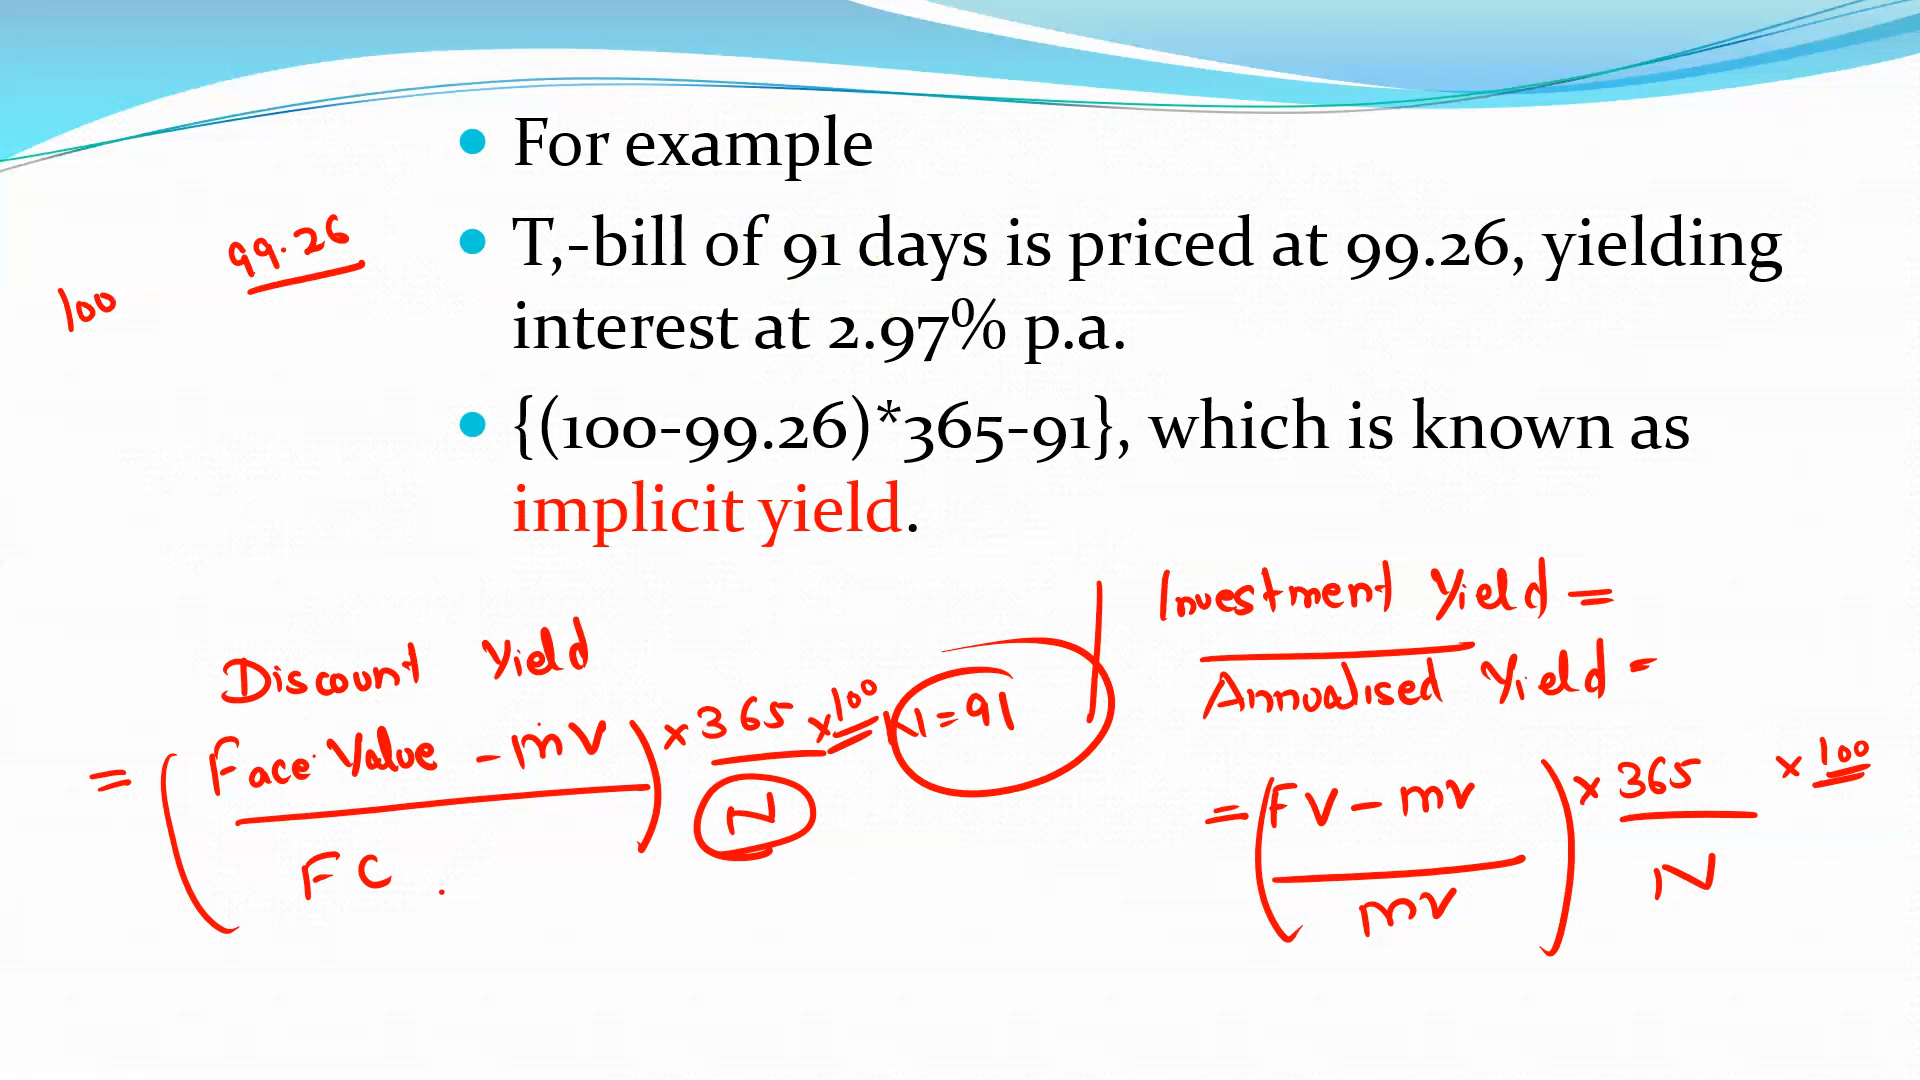 • For example
• T,-bill of 91 days is priced at 99.26, yielding
interest at 2.97% p.a.
• {(100-99.26)*365-91}, which is known as
implicit yield.
99.26
100
Discount Yield
= (Face Value - mv / FC) × 365 / N × 100
N = 91
Investment Yield =
Annualised Yield =
= (FV - mv / mv) × 365 / N × 100